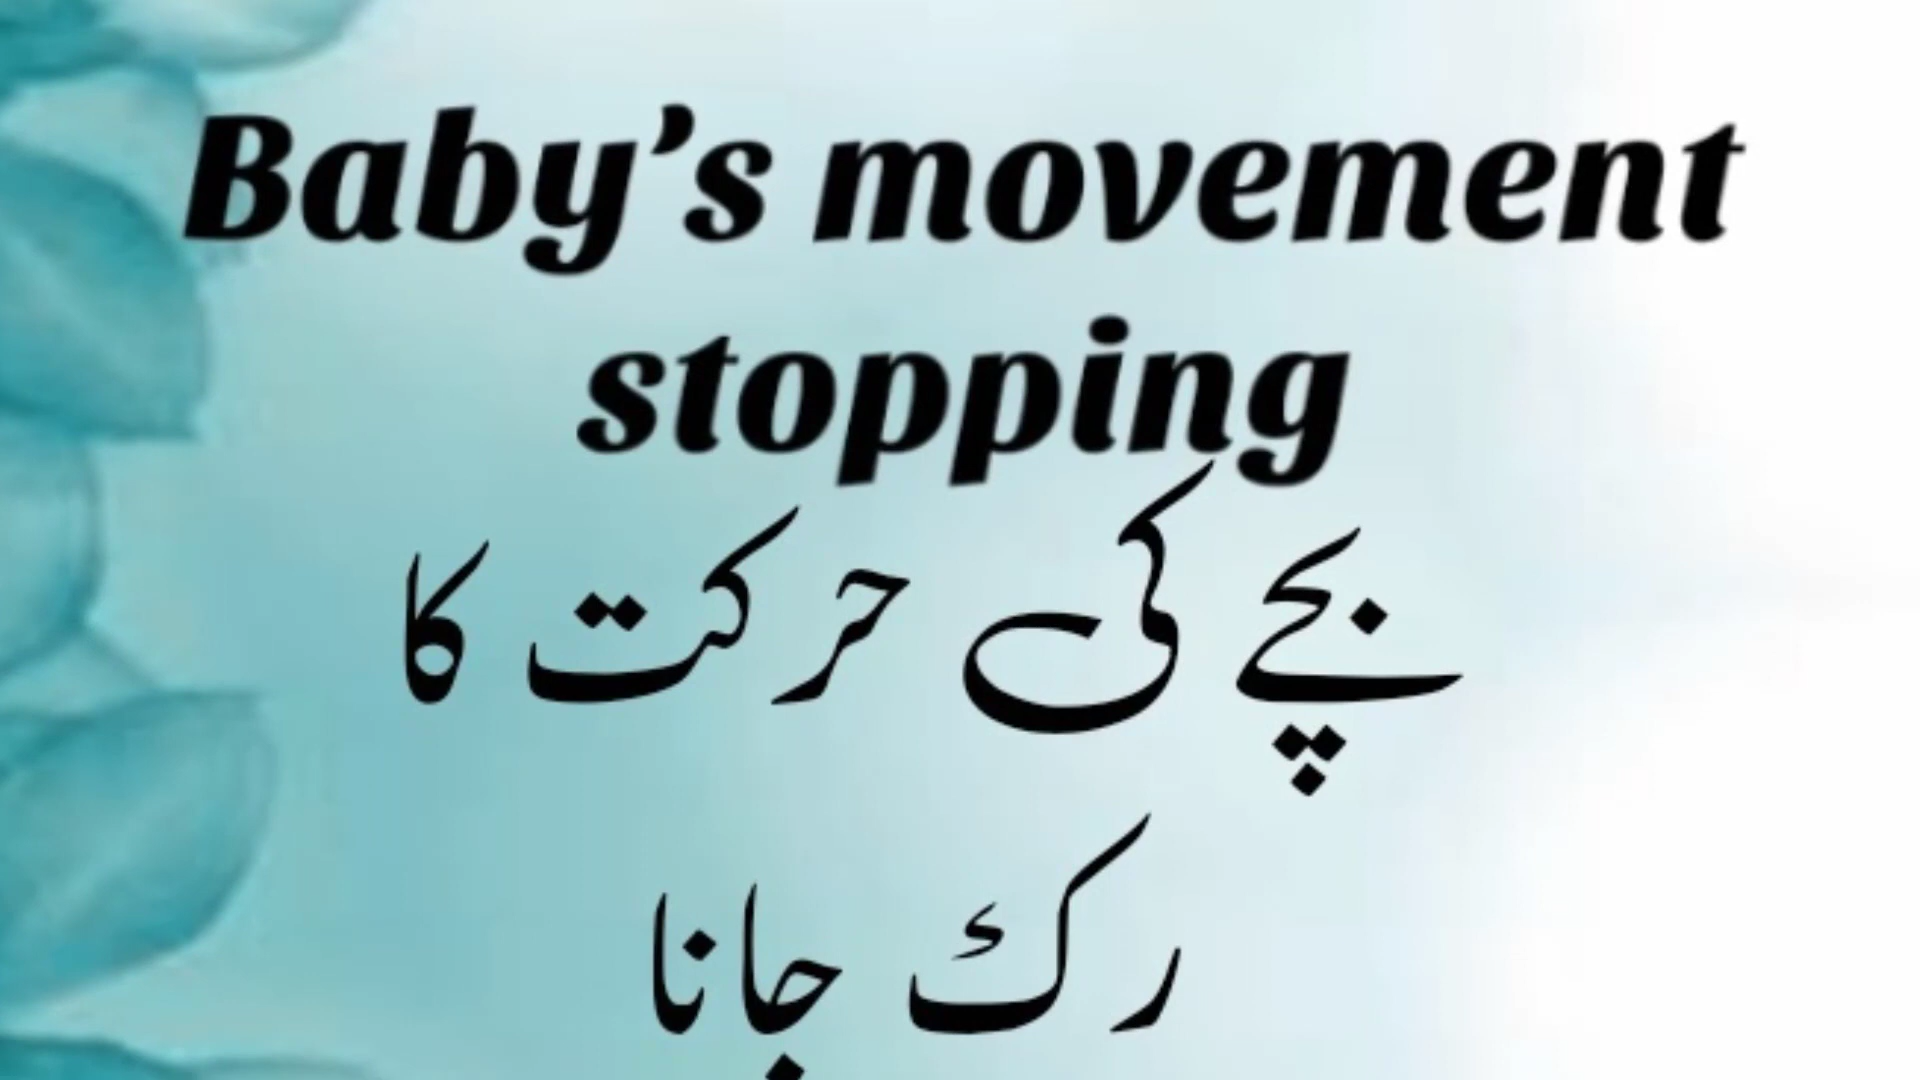 Baby's movement
stopping
بچے کی حرکت کا
رک جانا